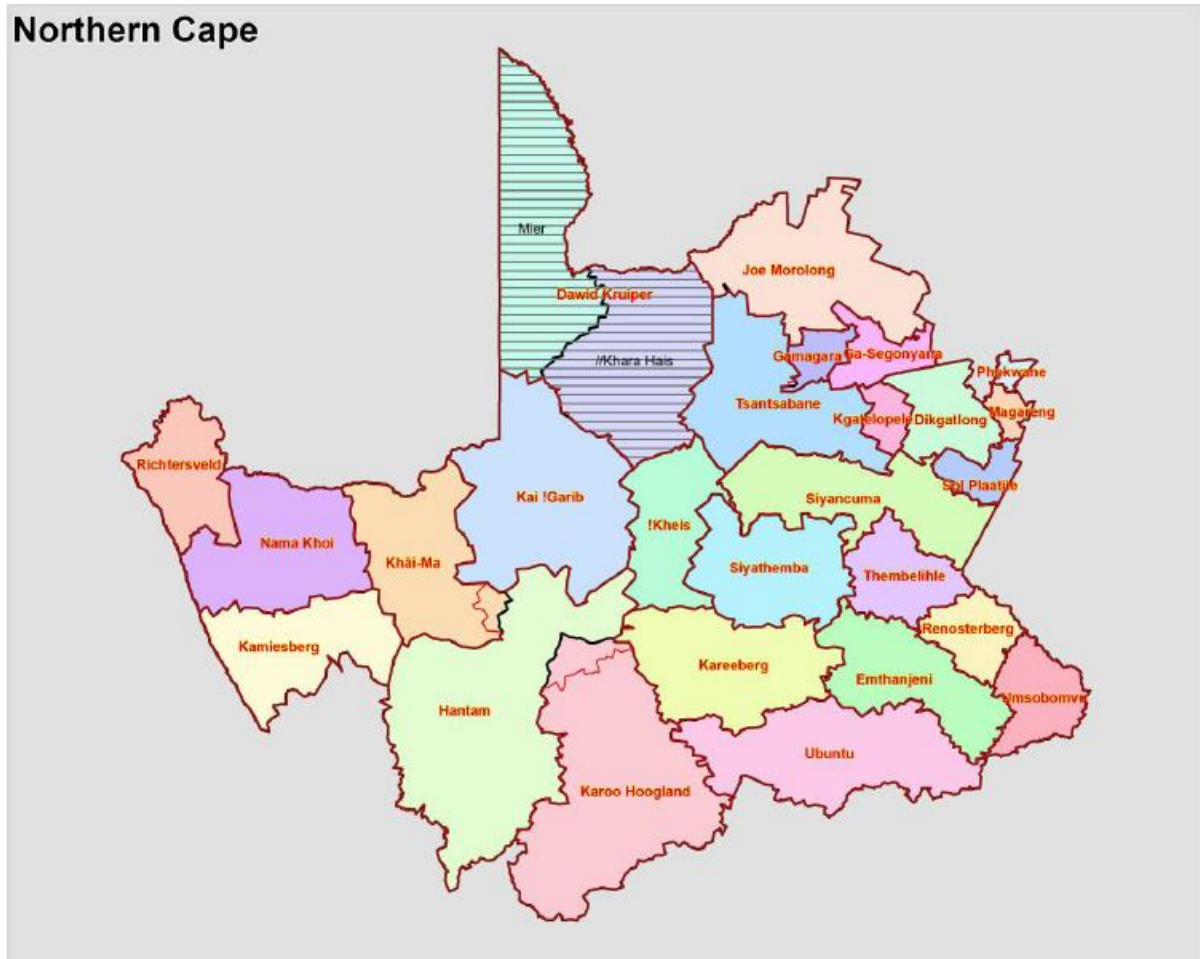 Northern Cape
Mier
Joe Morolong
Dawid Kruiper
//Khara Hais
Gamagara
Ga-Segonyana
Phokwane
Tsantsabane
Kgatelopele
Dikgatlong
Magareng
Richtersveld
Sol Plaatje
Kai !Garib
Siyancuma
!Kheis
Nama Khoi
Khâi-Ma
Siyathemba
Thembelihle
Kamiesberg
Renosterberg
Kareeberg
Emthanjeni
Umsobomvu
Hantam
Ubuntu
Karoo Hoogland